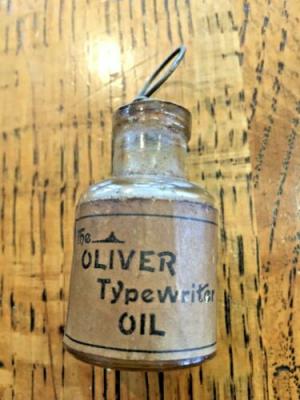 The
OLIVER
Typewriter
OIL